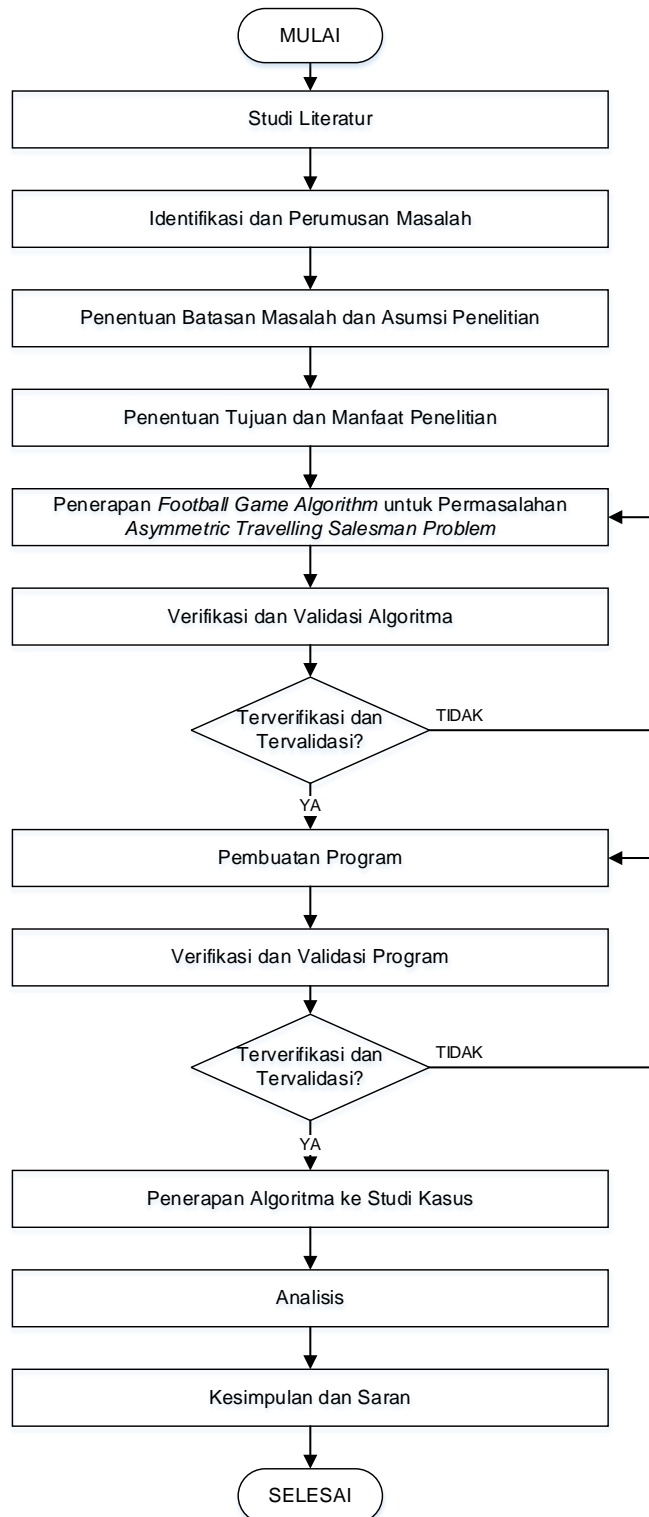 MULAI
Studi Literatur
Identifikasi dan Perumusan Masalah
Penentuan Batasan Masalah dan Asumsi Penelitian
Penentuan Tujuan dan Manfaat Penelitian
Penerapan Football Game Algorithm untuk Permasalahan
Asymmetric Travelling Salesman Problem
Verifikasi dan Validasi Algoritma
Terverifikasi dan
Tervalidasi?
TIDAK
YA
Pembuatan Program
Verifikasi dan Validasi Program
Terverifikasi dan
Tervalidasi?
TIDAK
YA
Penerapan Algoritma ke Studi Kasus
Analisis
Kesimpulan dan Saran
SELESAI